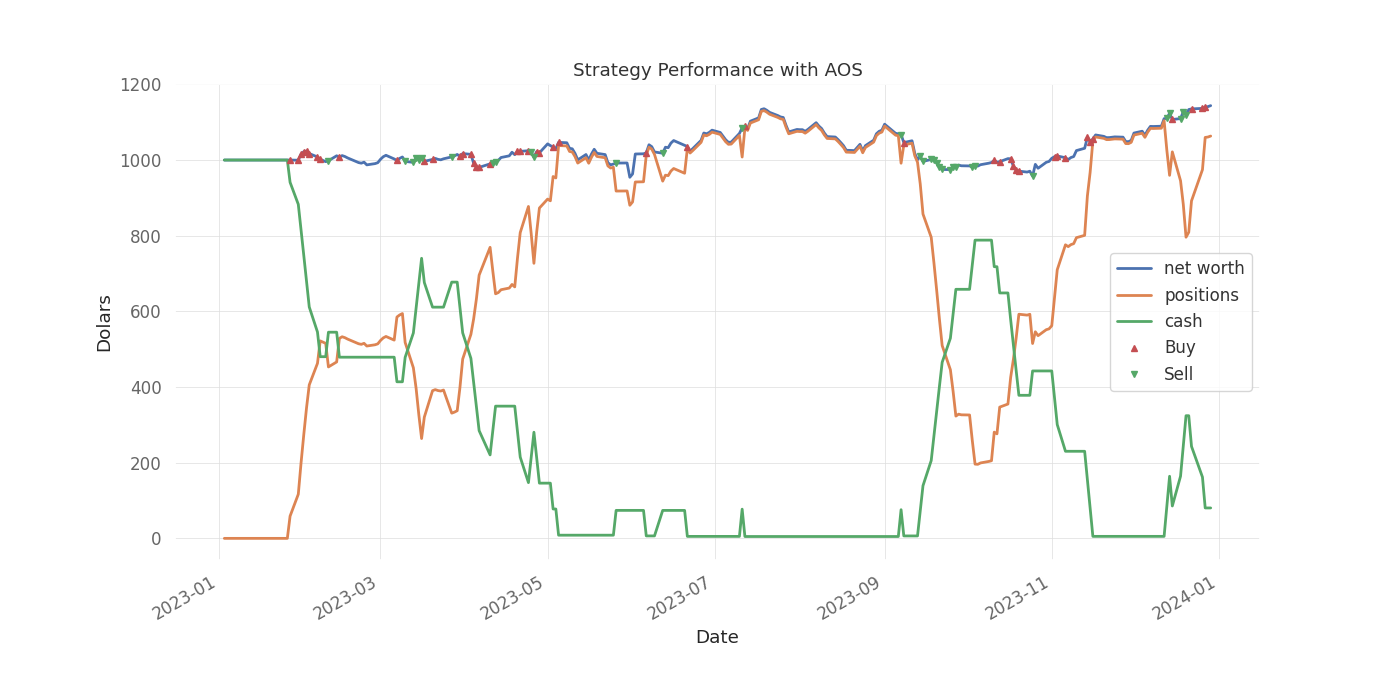 Strategy Performance with AOS
1200
1000
800
600
400
200
0
Dolars
net worth
positions
cash
Buy
Sell
2023-01
2023-03
2023-05
2023-07
2023-09
2023-11
2024-01
Date